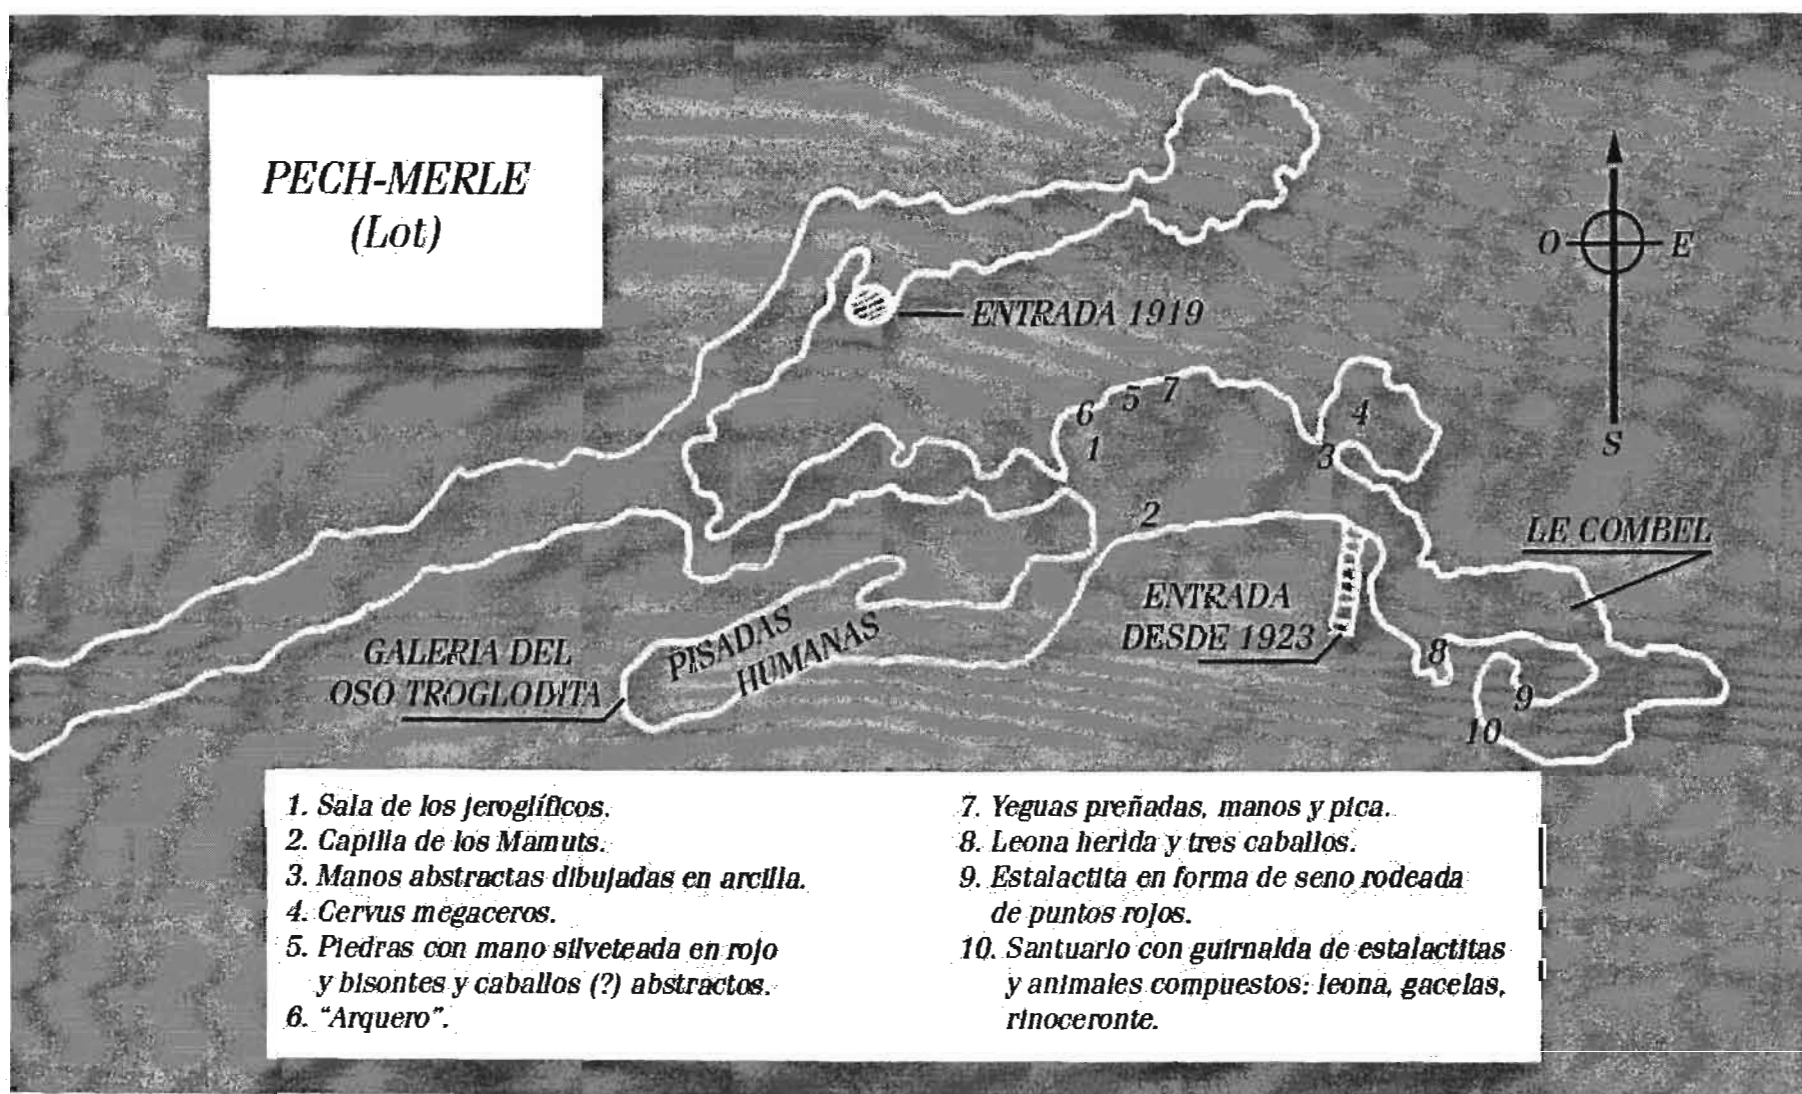 PECH-MERLE
(Lot)
ENTRADA 1919
O
E
S
6
5
7
4
1
3
2
LE COMBEL
ENTRADA
DESDE 1923
PISADAS
HUMANAS
GALERIA DEL
OSO TROGLODITA
8
9
10
1. Sala de los jeroglíficos.
2. Capilla de los Mamuts.
3. Manos abstractas dibujadas en arcilla.
4. Cervus megaceros.
5. Piedras con mano silveteada en rojo
y bisontes y caballos (?) abstractos.
6. "Arquero".
7. Yeguas preñadas, manos y pica.
8. Leona herida y tres caballos.
9. Estalactita en forma de seno rodeada
de puntos rojos.
10. Santuario con guirnalda de estalactitas
y animales compuestos: leona, gacelas,
rinoceronte.